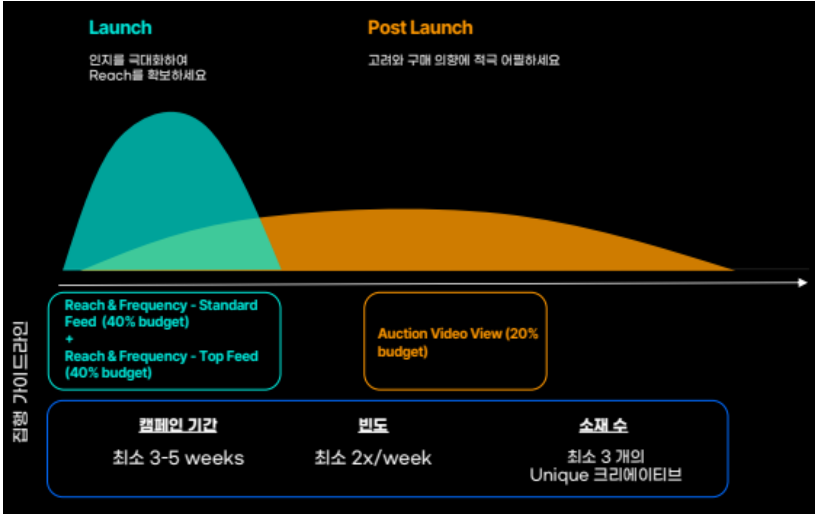 Launch
인지를 극대화하여
Reach를 확보하세요
Post Launch
고려와 구매 의향에 적극 어필하세요
집행 가이드라인
Reach & Frequency - Standard
Feed (40% budget)
+
Reach & Frequency - Top Feed
(40% budget)
Auction Video View (20%
budget)
캠페인 기간
최소 3-5 weeks
빈도
최소 2x/week
소재 수
최소 3 개의
Unique 크리에이티브